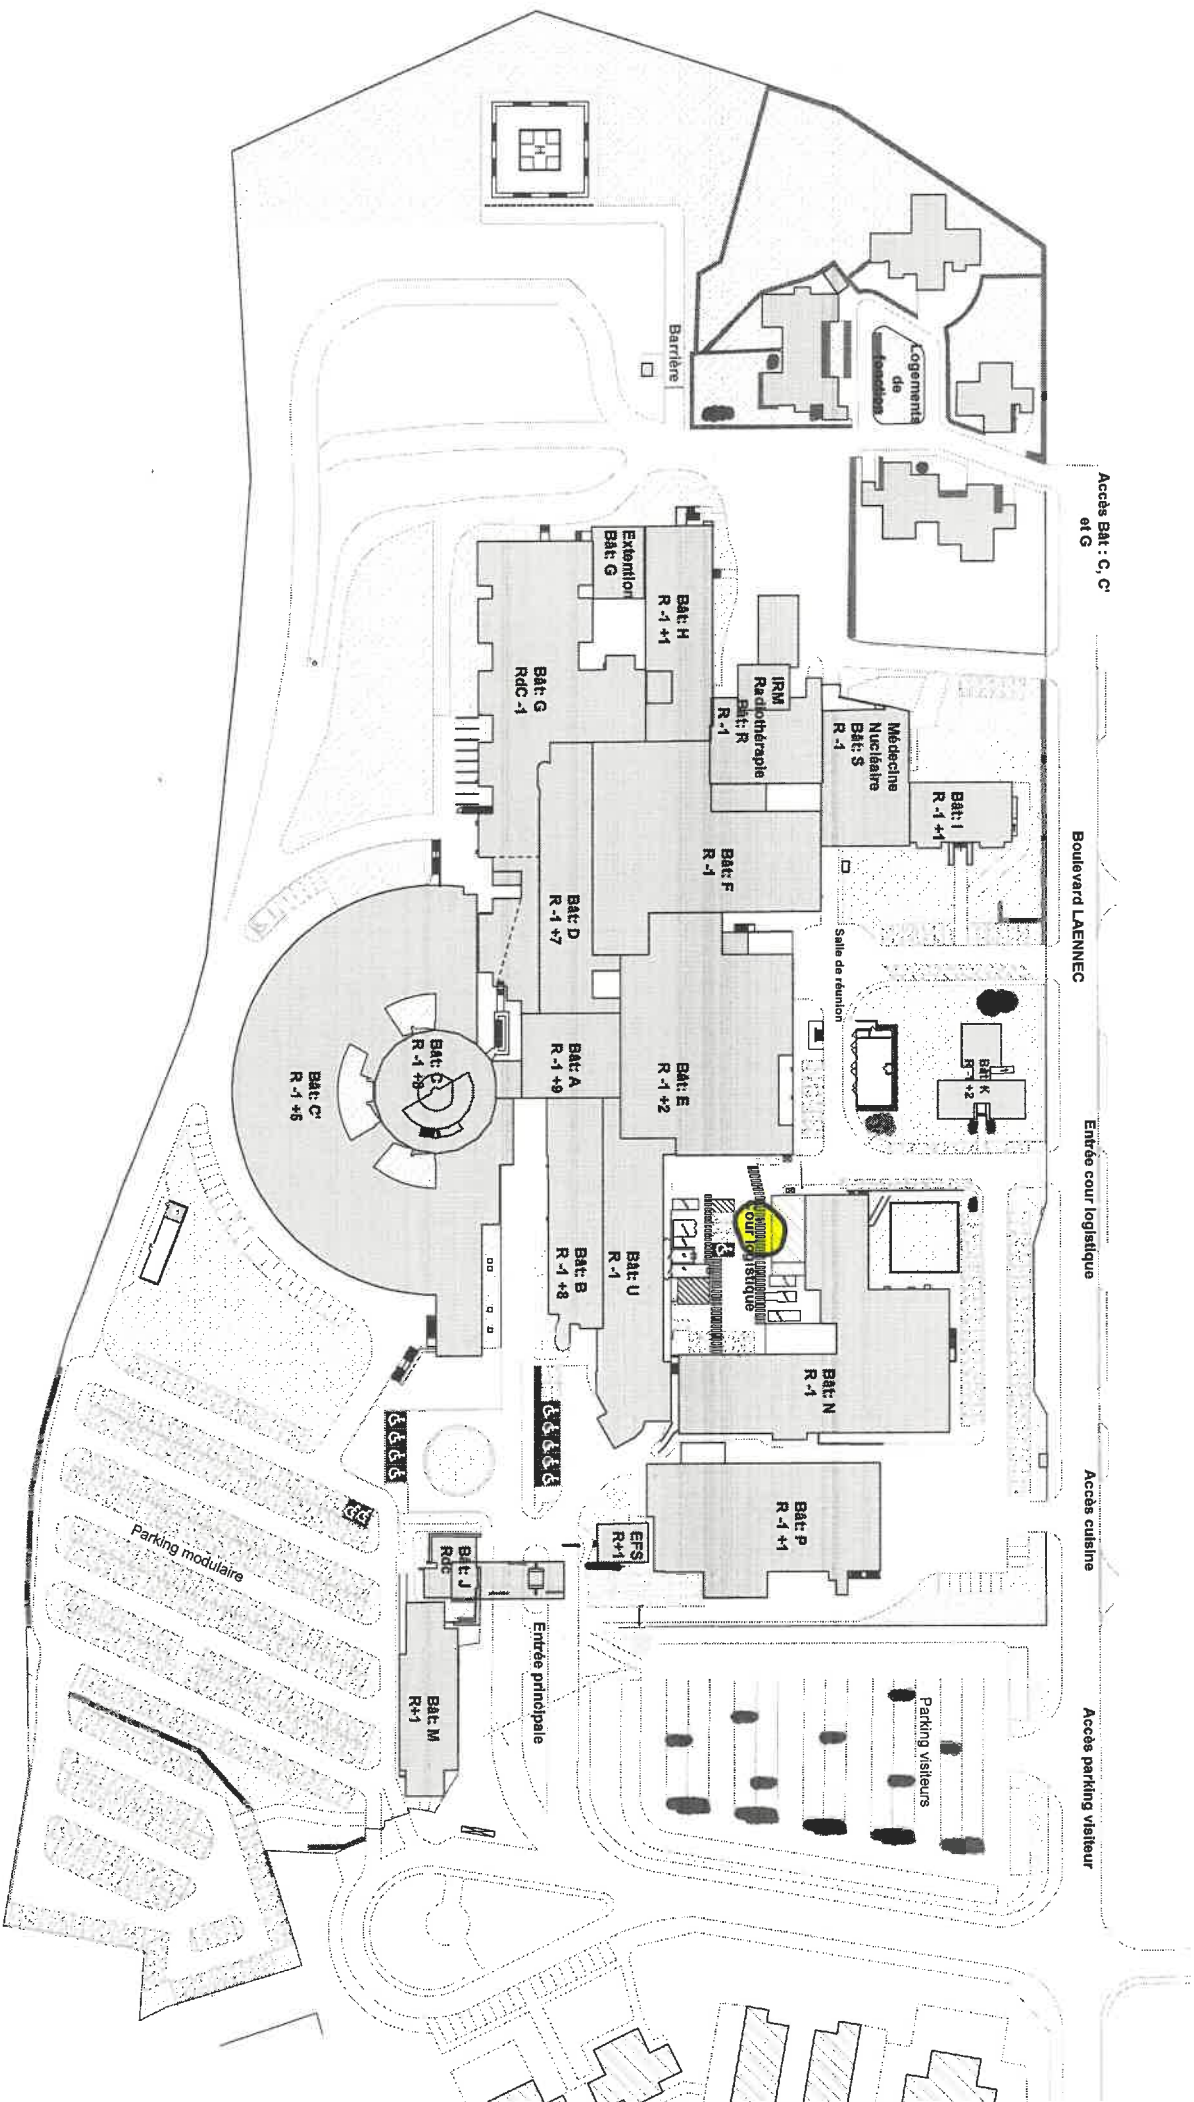 Accès Bât : C, C'
et G
Boulevard LAENNEC
Entrée cour logistique
Accès cuisine
Accès parking visiteur
Logements
de
fonction
Barrière
H
Extention
Bât: G
Bât: H
R -1 +1
Bât: G
RdC -1
IRM
Radiothérapie
Bât: R
R -1
Médecine
Nucléaire
Bât: S
R -1
Bât: I
R -1 +1
Bât: F
R -1
Bât: D
R -1 +7
Salle de réunion
Bât: K
R -1 +2
Bât: E
R -1 +2
Bât: A
R -1 +9
Bât: C
Bât: C'
R -1 +5
our logistique
Bât: U
R -1
Bât: B
R -1 +8
Bât: N
R -1
Bât: P
R -1 +1
EFS
R+1
Bât: J
Rdc
Bât: M
R+1
Entrée principale
Parking modulaire
Parking visiteurs